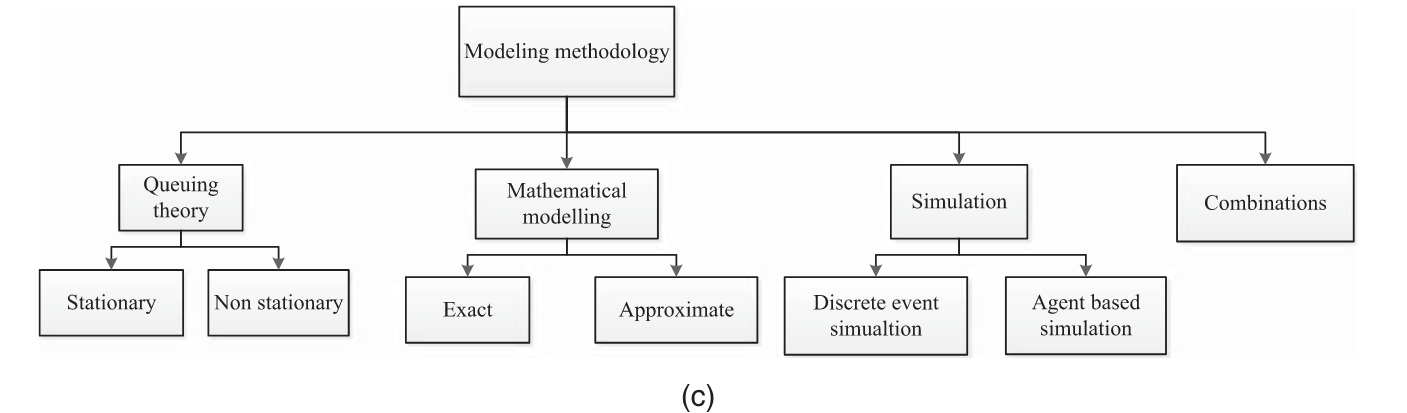 Modeling methodology
Queuing
theory
Mathematical
modelling
Simulation
Combinations
Stationary
Non stationary
Exact
Approximate
Discrete event
simualtion
Agent based
simulation
(c)